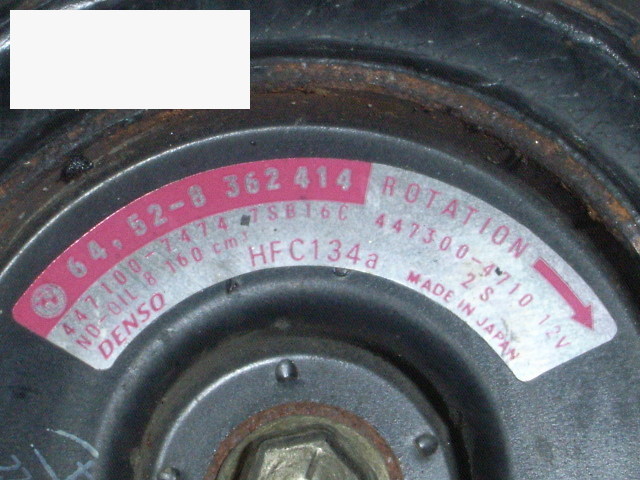 64,52-8 362 414 ROTATION
447100-7474 7SB16C 447300-4710 12V
ND-OIL 8 160 cm³ HFC134a 2S
DENSO MADE IN JAPAN